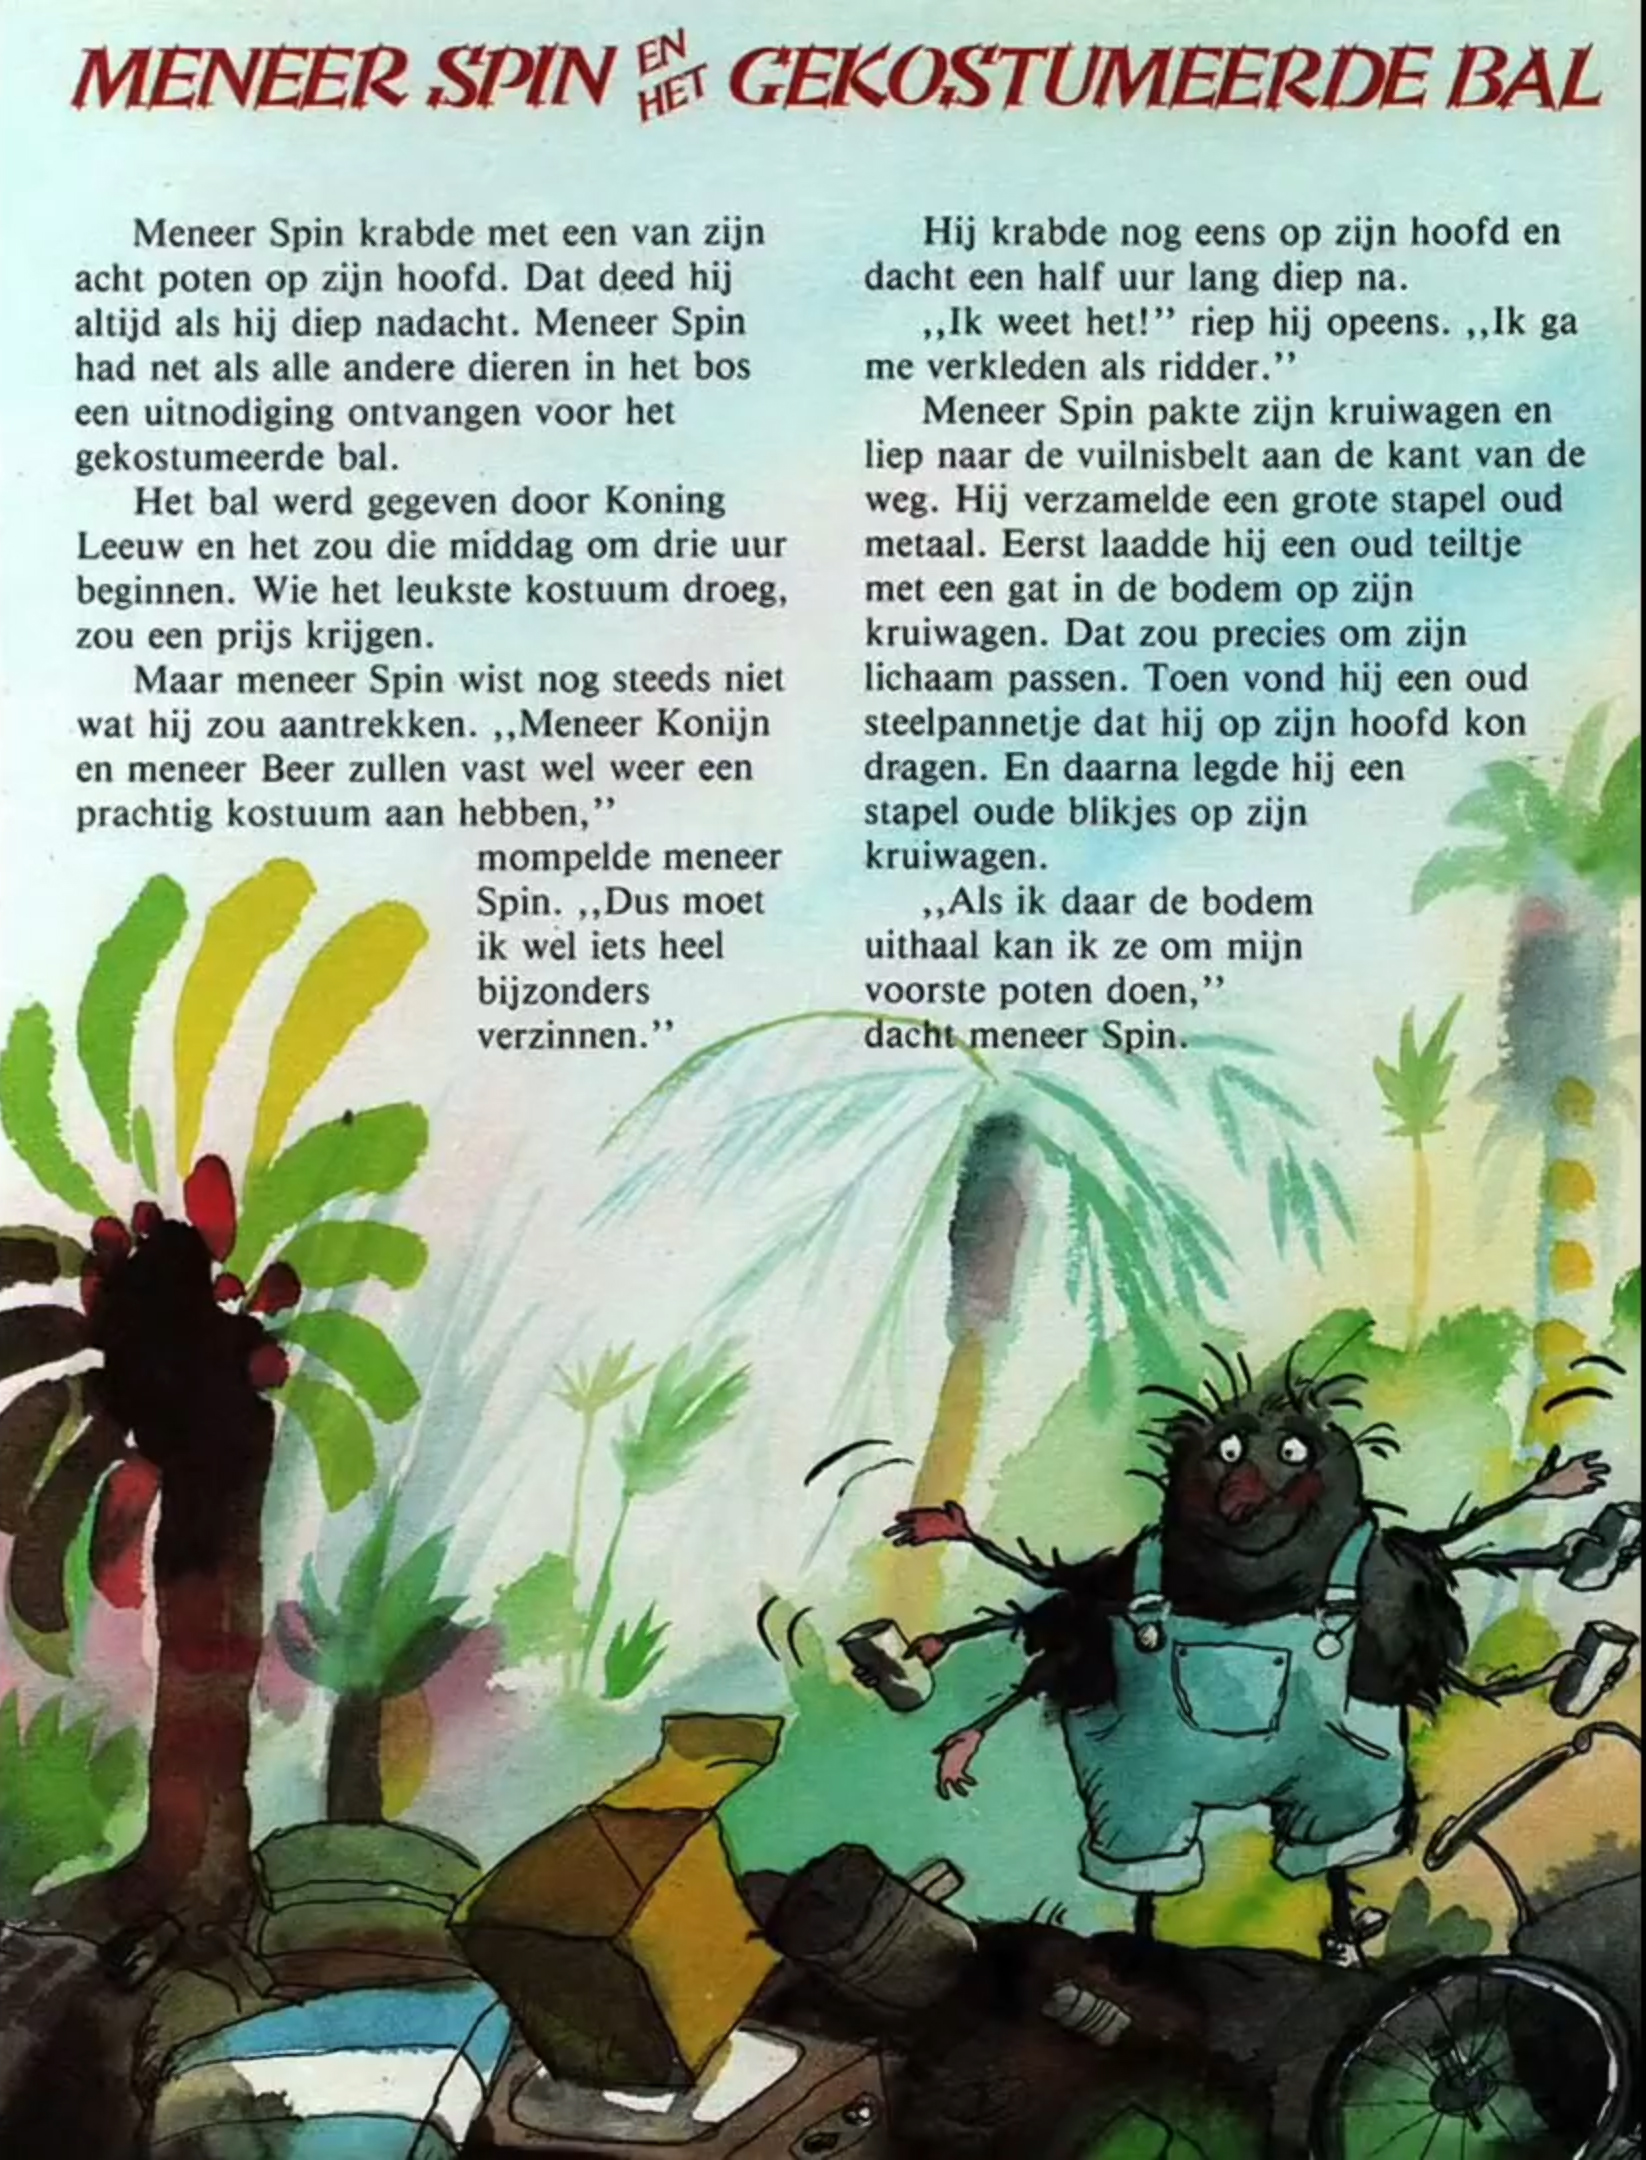 MENEER SPIN EN HET GEKOSTUMEERDE BAL
Meneer Spin krabde met een van zijn
acht poten op zijn hoofd. Dat deed hij
altijd als hij diep nadacht. Meneer Spin
had net als alle andere dieren in het bos
een uitnodiging ontvangen voor het
gekostumeerde bal.
Het bal werd gegeven door Koning
Leeuw en het zou die middag om drie uur
beginnen. Wie het leukste kostuum droeg,
zou een prijs krijgen.
Maar meneer Spin wist nog steeds niet
wat hij zou aantrekken. ,,Meneer Konijn
en meneer Beer zullen vast wel weer een
prachtig kostuum aan hebben,’’
mompelde meneer
Spin. ,,Dus moet
ik wel iets heel
bijzonders
verzinnen.’’
Hij krabde nog eens op zijn hoofd en
dacht een half uur lang diep na.
,,Ik weet het!’’ riep hij opeens. ,,Ik ga
me verkleden als ridder.’’
Meneer Spin pakte zijn kruiwagen en
liep naar de vuilnisbelt aan de kant van de
weg. Hij verzamelde een grote stapel oud
metaal. Eerst laadde hij een oud teiltje
met een gat in de bodem op zijn
kruiwagen. Dat zou precies om zijn
lichaam passen. Toen vond hij een oud
steelpannetje dat hij op zijn hoofd kon
dragen. En daarna legde hij een
stapel oude blikjes op zijn
kruiwagen.
,,Als ik daar de bodem
uithaal kan ik ze om mijn
voorste poten doen,’’
dacht meneer Spin.